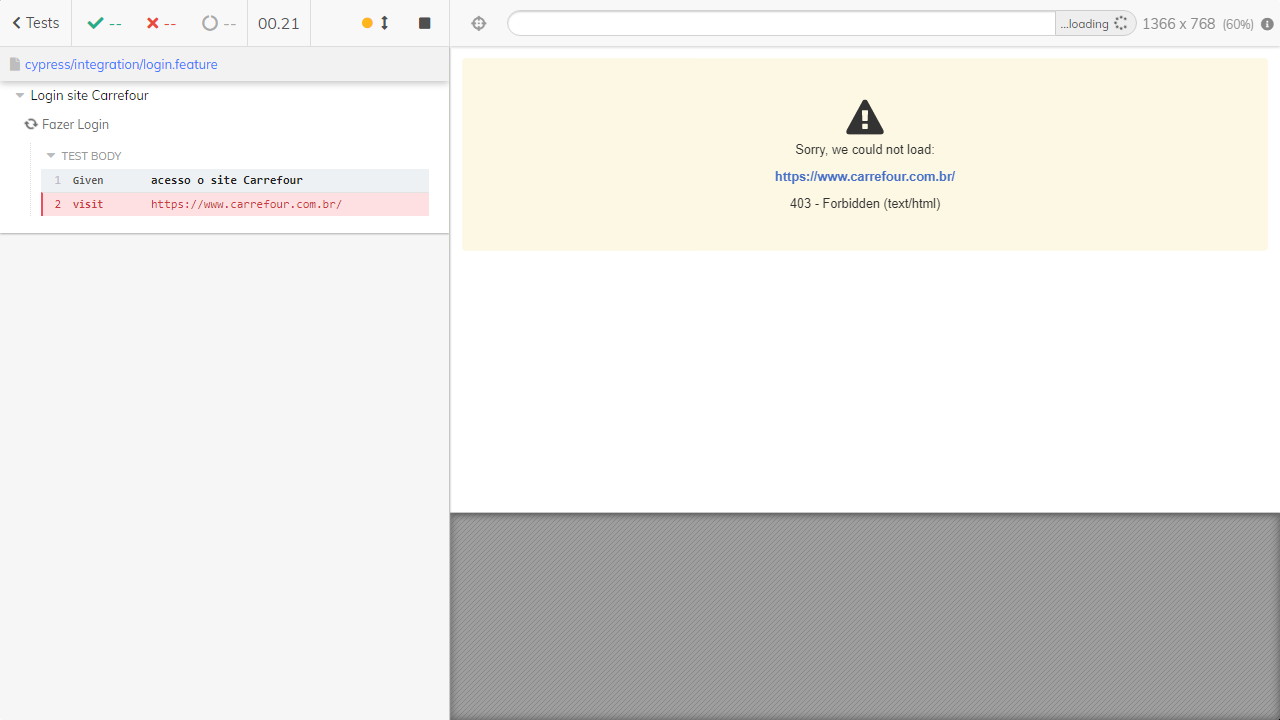 Tests -- -- -- 00.21
...loading 1366 x 768 (60%)
cypress/integration/login.feature
Login site Carrefour
Fazer Login
TEST BODY
1 Given acesso o site Carrefour
2 visit https://www.carrefour.com.br/
Sorry, we could not load:
https://www.carrefour.com.br/
403 - Forbidden (text/html)